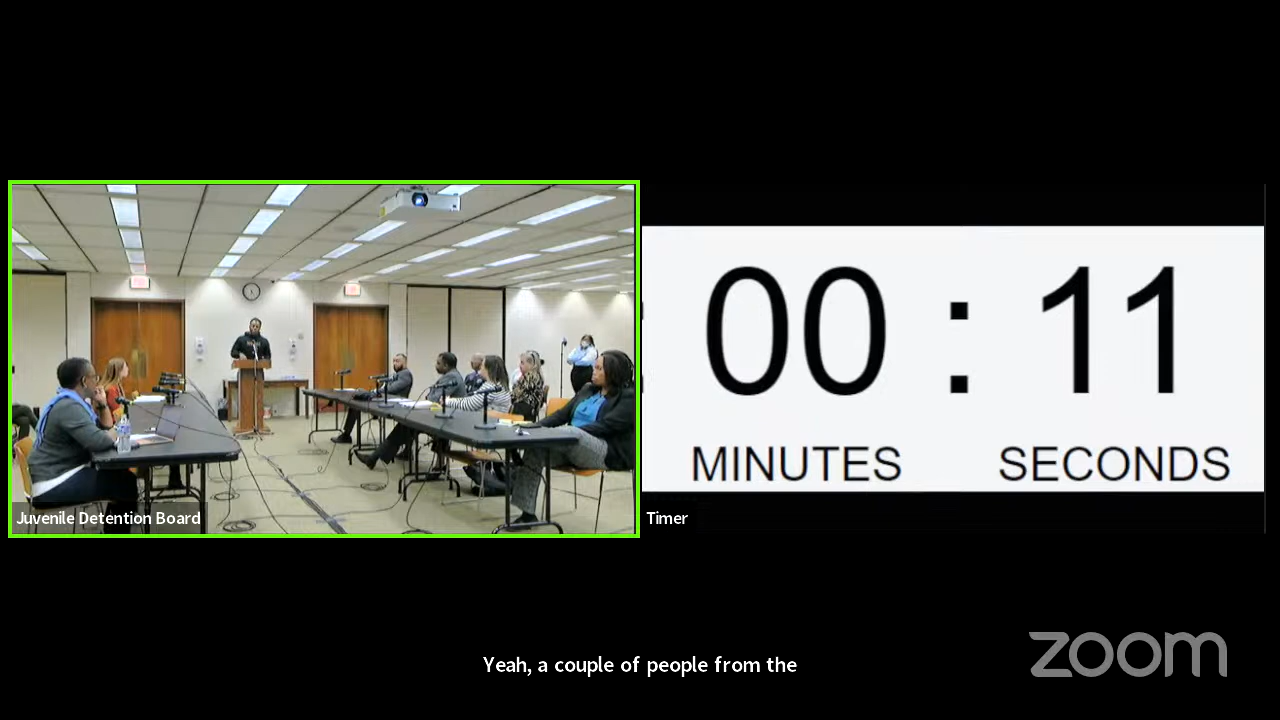 00 : 11
MINUTES SECONDS
Juvenile Detention Board
Timer
Yeah, a couple of people from the
zoom